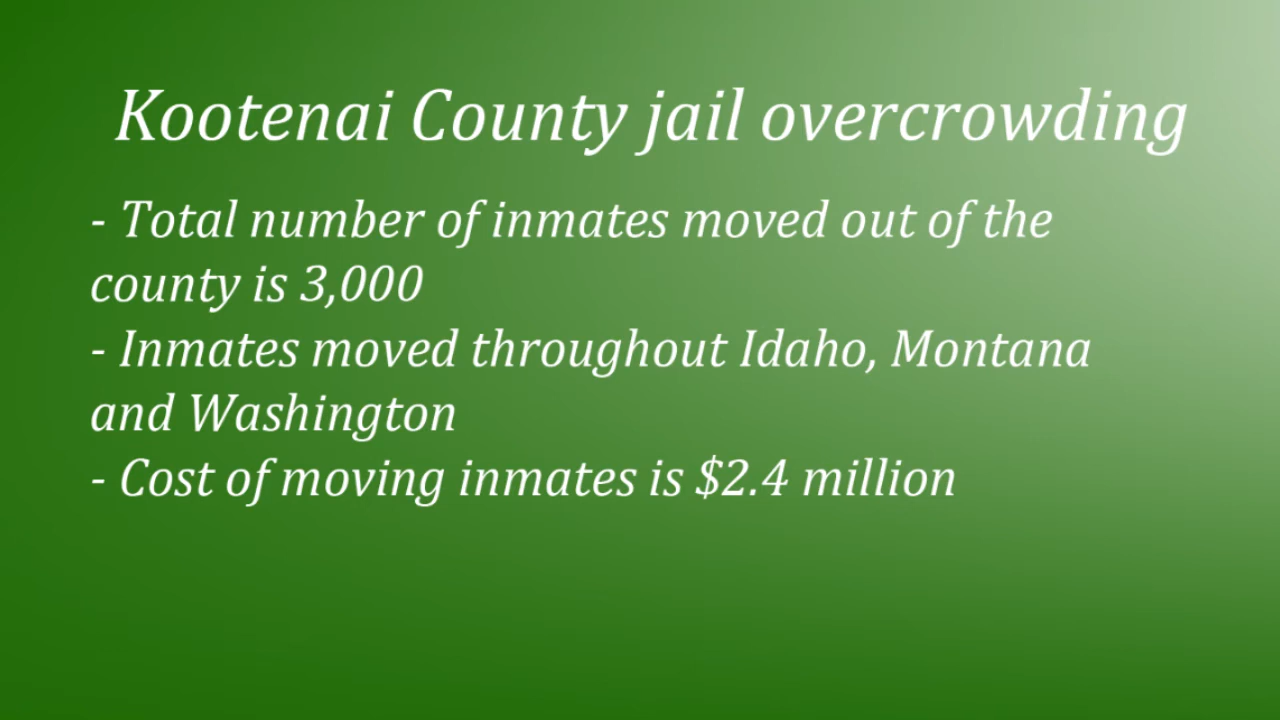 Kootenai County jail overcrowding
- Total number of inmates moved out of the
county is 3,000
- Inmates moved throughout Idaho, Montana
and Washington
- Cost of moving inmates is $2.4 million